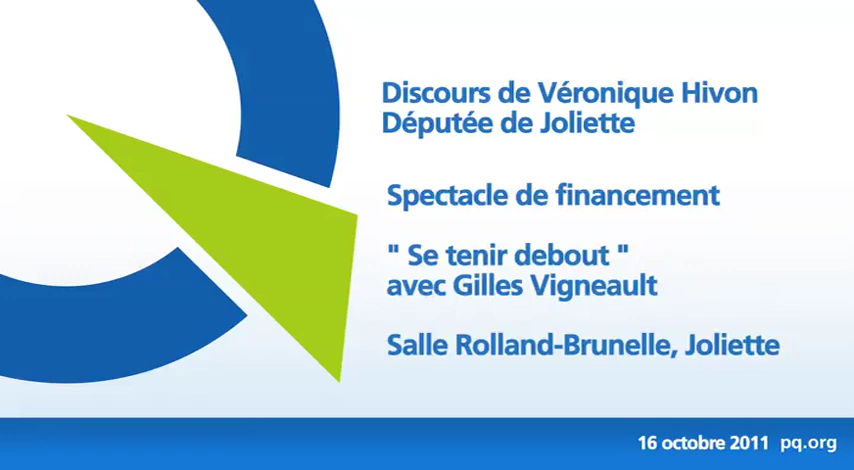 Discours de Véronique Hivon
Députée de Joliette
Spectacle de financement
" Se tenir debout "
avec Gilles Vigneault
Salle Rolland-Brunelle, Joliette
16 octobre 2011 pq.org